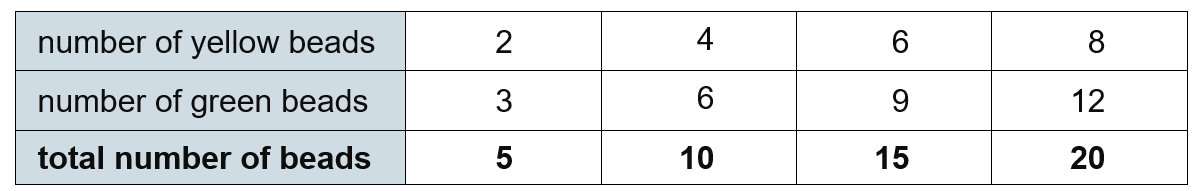 number of yellow beads 2 4 6 8
number of green beads 3 6 9 12
total number of beads 5 10 15 20